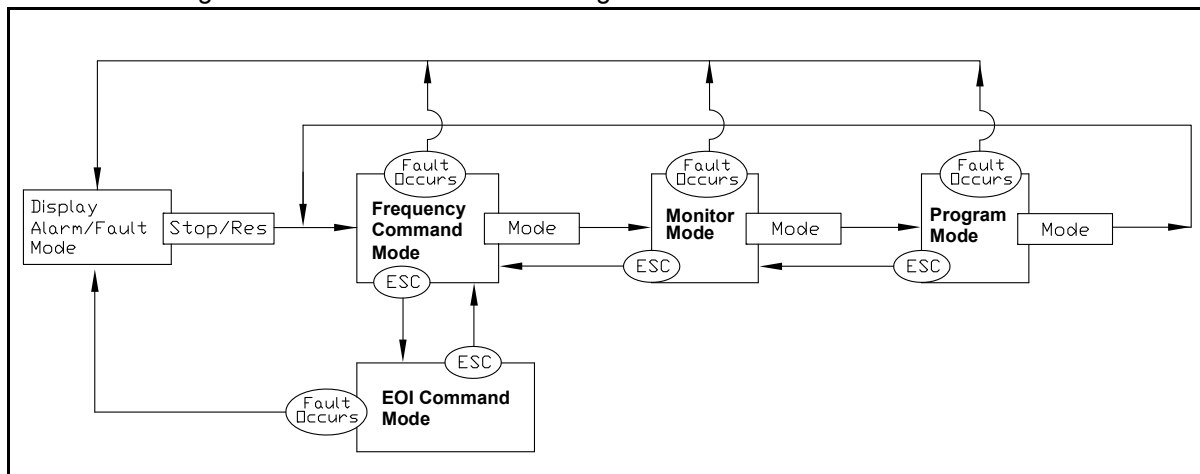 Fault
Occurs
Fault
Occurs
Fault
Occurs
Display
Alarm/Fault
Mode
Stop/Res
Frequency
Command
Mode
Mode
Monitor
Mode
Mode
Program
Mode
Mode
ESC
ESC
ESC
ESC
EOI Command
Mode
Fault
Occurs